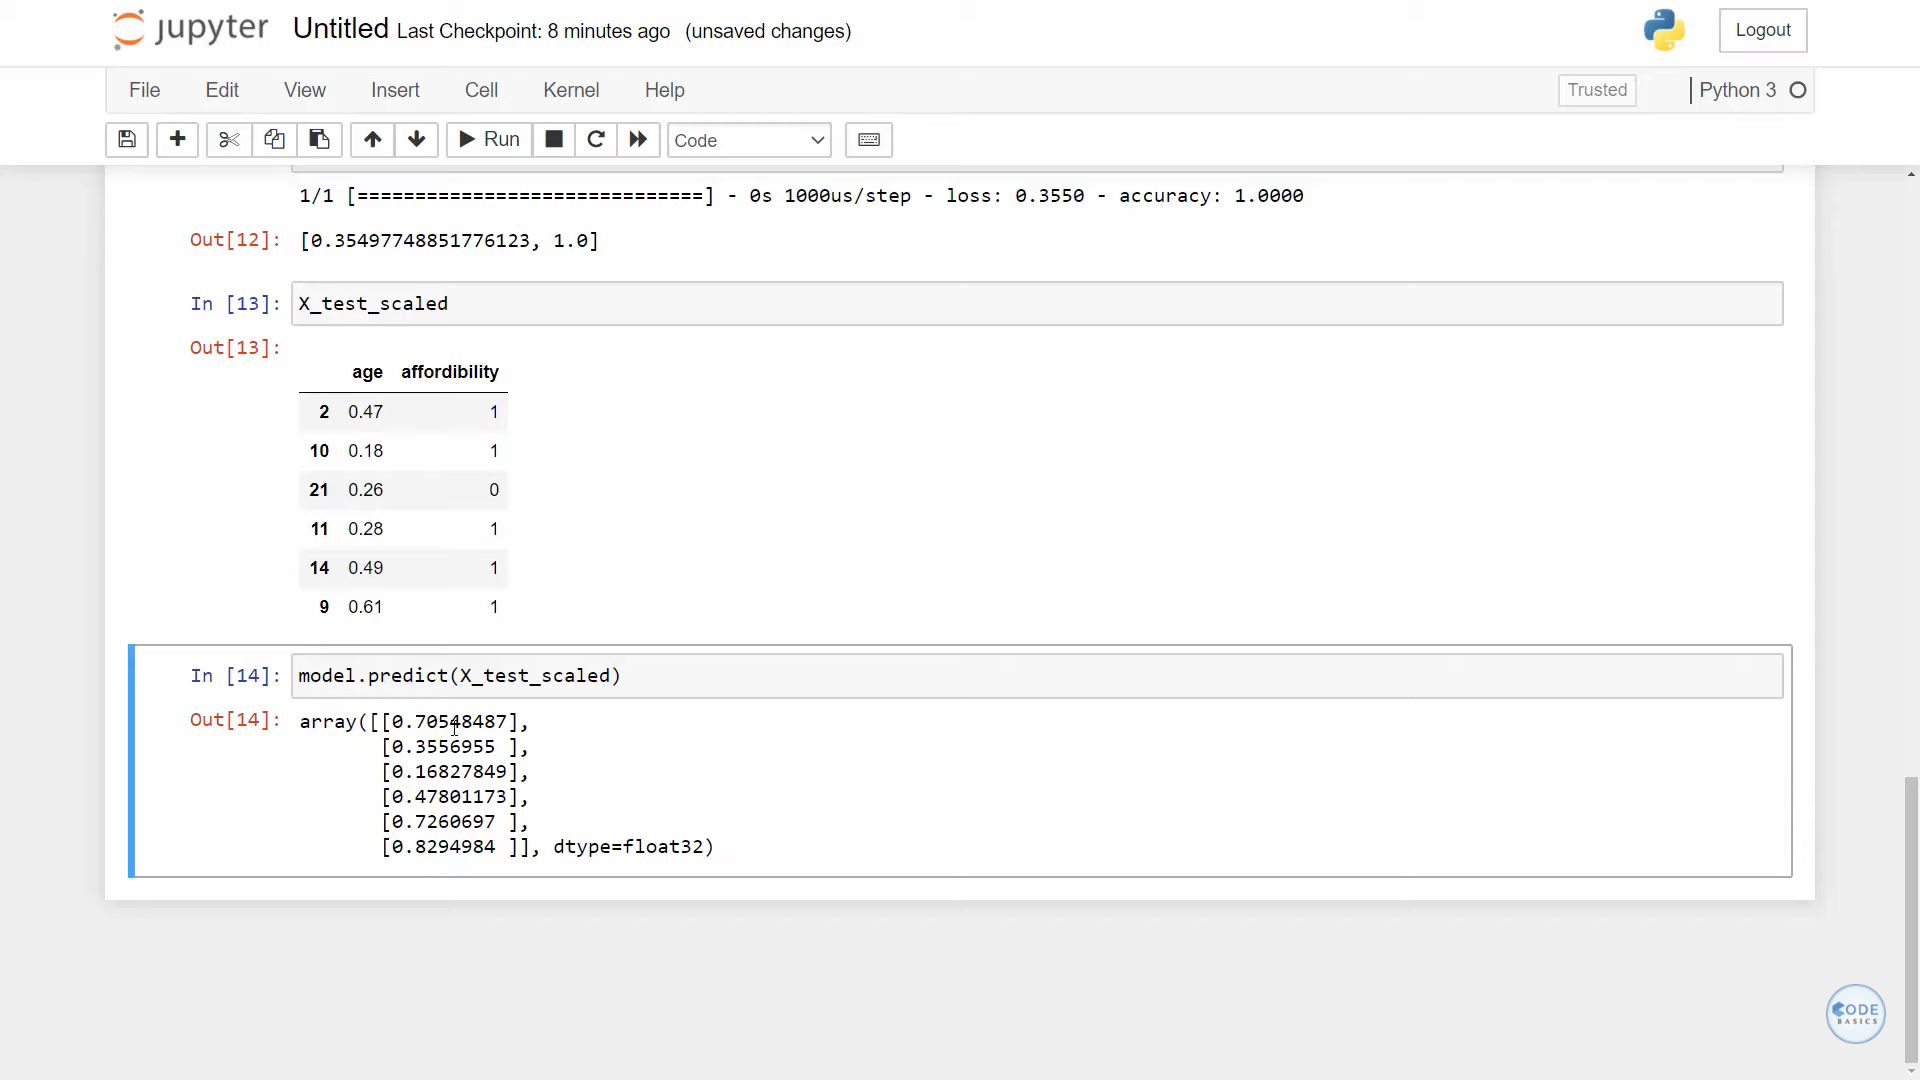 jupyter Untitled Last Checkpoint: 8 minutes ago (unsaved changes) Logout
File Edit View Insert Cell Kernel Help Trusted Python 3
Run Code
1/1 [==============================] - 0s 1000us/step - loss: 0.3550 - accuracy: 1.0000
Out[12]: [0.35497748851776123, 1.0]
In [13]: X_test_scaled
Out[13]:
age affordibility
2 0.47 1
10 0.18 1
21 0.26 0
11 0.28 1
14 0.49 1
9 0.61 1
In [14]: model.predict(X_test_scaled)
Out[14]: array([[0.70548487],
[0.3556955 ],
[0.16827849],
[0.47801173],
[0.7260697 ],
[0.8294984 ]], dtype=float32)
CODE
BASICS